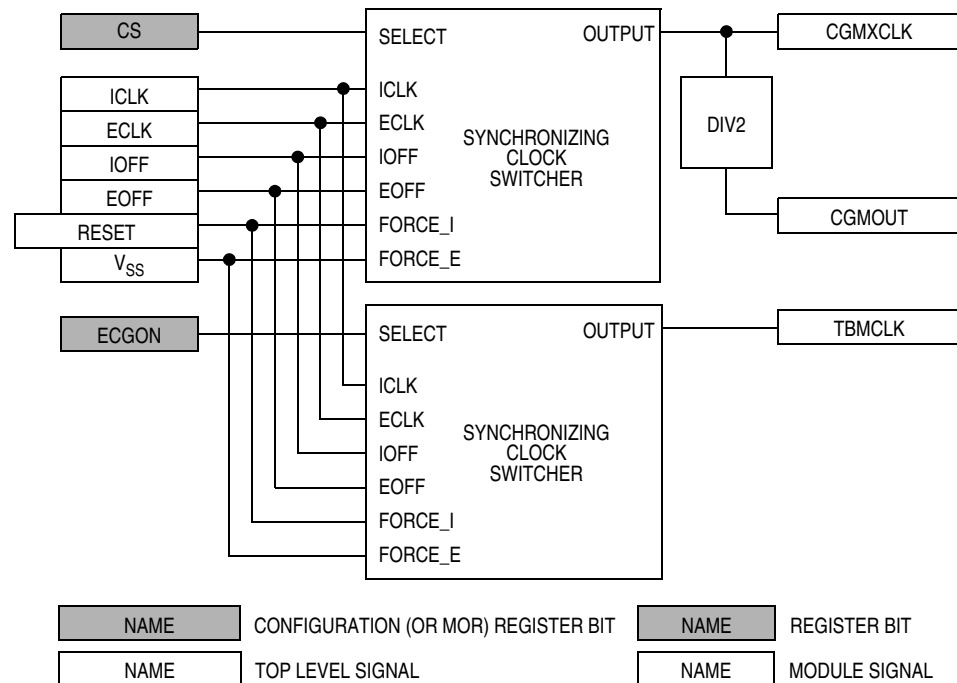 CS
SELECT
OUTPUT
CGMXCLK
ICLK
ICLK
ECLK
ECLK
SYNCHRONIZING
CLOCK
SWITCHER
DIV2
IOFF
IOFF
EOFF
EOFF
RESET
FORCE_I
CGMOUT
VSS
FORCE_E
ECGON
SELECT
OUTPUT
TBMCLK
ICLK
ECLK
SYNCHRONIZING
CLOCK
SWITCHER
IOFF
EOFF
FORCE_I
FORCE_E
NAME CONFIGURATION (OR MOR) REGISTER BIT
NAME REGISTER BIT
NAME TOP LEVEL SIGNAL
NAME MODULE SIGNAL